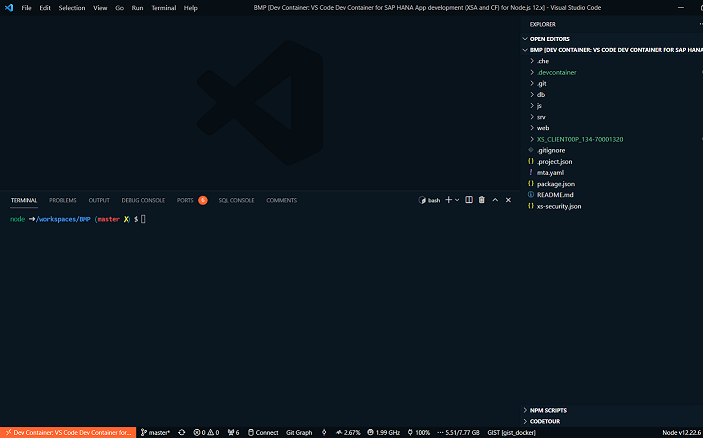 File Edit Selection View Go Run Terminal Help BMP [Dev Container: VS Code Dev Container for SAP HANA App development (XSA and CF) for Node.js 12.x] - Visual Studio Code
EXPLORER
OPEN EDITORS
BMP [DEV CONTAINER: VS CODE DEV CONTAINER FOR SAP HANA
.che
.devcontainer
.git
db
js
srv
web
XS_CLIENT00P_134-70001320
.gitignore
.project.json
mta.yaml
package.json
README.md
xs-security.json
TERMINAL PROBLEMS OUTPUT DEBUG CONSOLE PORTS 6 SQL CONSOLE COMMENTS bash
node ➜ /workspaces/BMP (master ✗) $
NPM SCRIPTS
CODETOUR
Dev Container: VS Code Dev Container for... master* 0 0 6 Connect Git Graph 2.67% 1.99 GHz 100% 5.51/7.77 GB GIST [gist_docker] Node v12.22.6